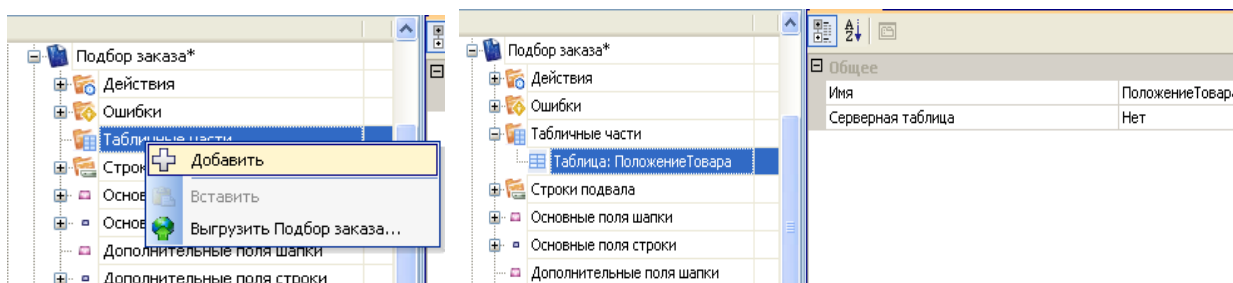 Подбор заказа*
Действия
Ошибки
Табличные части
Добавить
Вставить
Выгрузить Подбор заказа...
Дополнительные поля шапки
Дополнительные поля строки
Подбор заказа*
Действия
Ошибки
Табличные части
Таблица: ПоложениеТовара
Строки подвала
Основные поля шапки
Основные поля строки
Дополнительные поля шапки
Общее
Имя ПоложениеТовара
Серверная таблица Нет